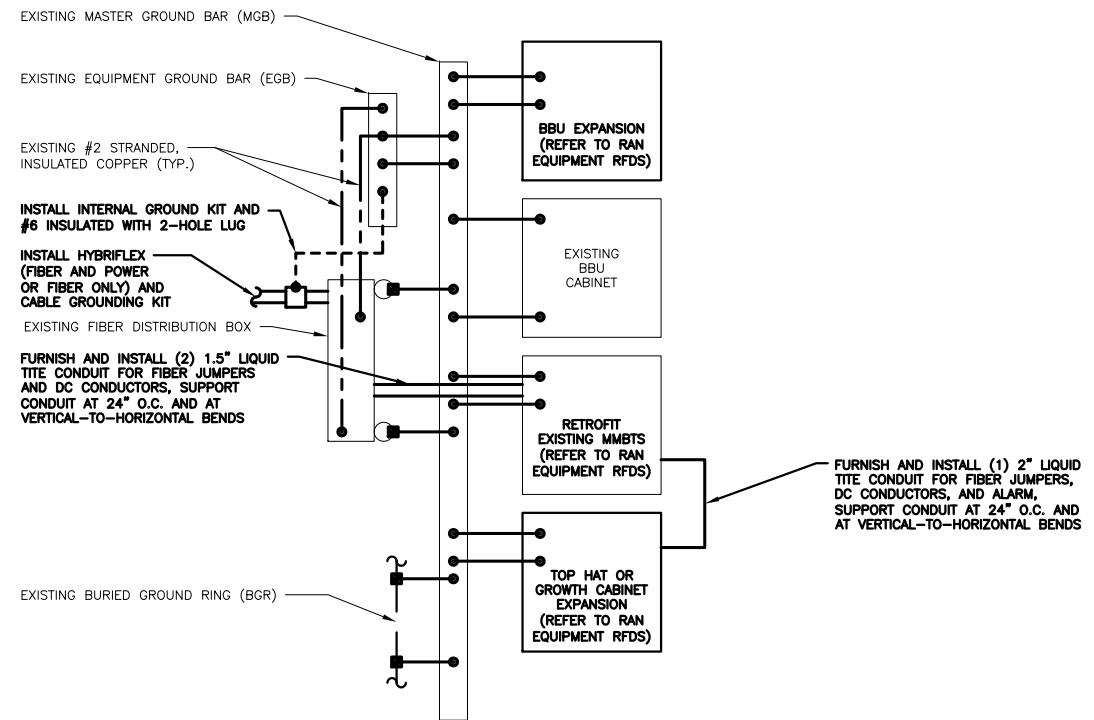 EXISTING MASTER GROUND BAR (MGB)
EXISTING EQUIPMENT GROUND BAR (EGB)
EXISTING #2 STRANDED,
INSULATED COPPER (TYP.)
INSTALL INTERNAL GROUND KIT AND
#6 INSULATED WITH 2-HOLE LUG
INSTALL HYBRIFLEX
(FIBER AND POWER
OR FIBER ONLY) AND
CABLE GROUNDING KIT
EXISTING FIBER DISTRIBUTION BOX
FURNISH AND INSTALL (2) 1.5" LIQUID
TITE CONDUIT FOR FIBER JUMPERS
AND DC CONDUCTORS, SUPPORT
CONDUIT AT 24" O.C. AND AT
VERTICAL-TO-HORIZONTAL BENDS
EXISTING BURIED GROUND RING (BGR)
BBU EXPANSION
(REFER TO RAN
EQUIPMENT RFDS)
EXISTING
BBU
CABINET
RETROFIT
EXISTING MMBTS
(REFER TO RAN
EQUIPMENT RFDS)
TOP HAT OR
GROWTH CABINET
EXPANSION
(REFER TO RAN
EQUIPMENT RFDS)
FURNISH AND INSTALL (1) 2" LIQUID
TITE CONDUIT FOR FIBER JUMPERS,
DC CONDUCTORS, AND ALARM,
SUPPORT CONDUIT AT 24" O.C. AND
AT VERTICAL-TO-HORIZONTAL BENDS